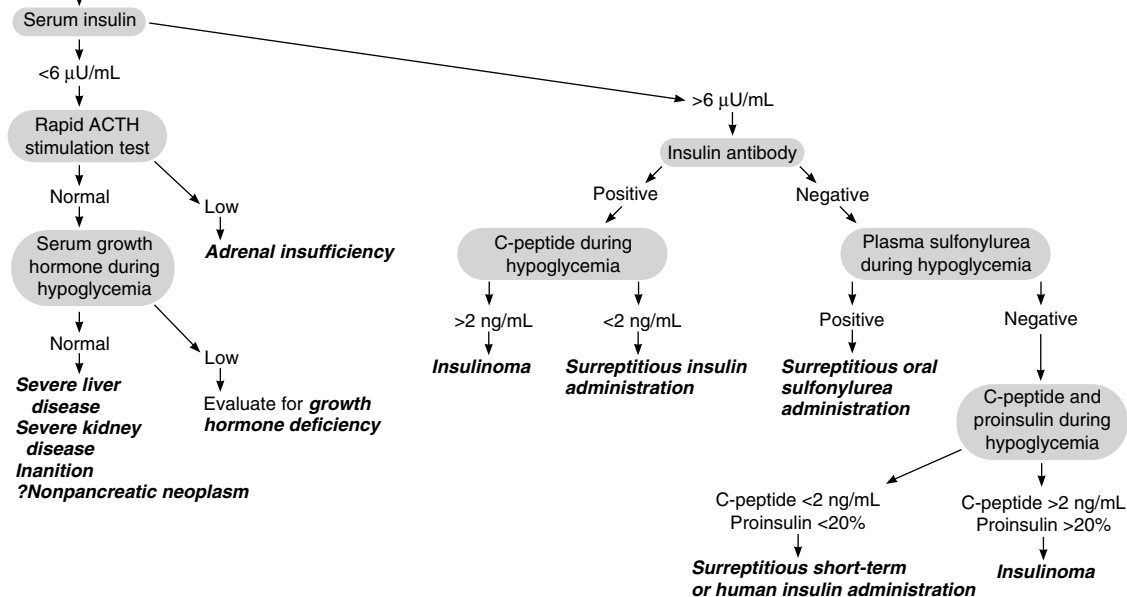 Serum insulin
<6 μU/mL
>6 μU/mL
Rapid ACTH
stimulation test
Insulin antibody
Normal
Low
Positive
Negative
Adrenal insufficiency
Serum growth
hormone during
hypoglycemia
C-peptide during
hypoglycemia
Plasma sulfonylurea
during hypoglycemia
>2 ng/mL
<2 ng/mL
Positive
Negative
Normal
Low
Insulinoma
Surreptitious insulin
administration
Surreptitious oral
sulfonylurea
administration
Severe liver
disease
Severe kidney
disease
Inanition
?Nonpancreatic neoplasm
Evaluate for growth
hormone deficiency
C-peptide and
proinsulin during
hypoglycemia
C-peptide <2 ng/mL
Proinsulin <20%
C-peptide >2 ng/mL
Proinsulin >20%
Surreptitious short-term
or human insulin administration
Insulinoma